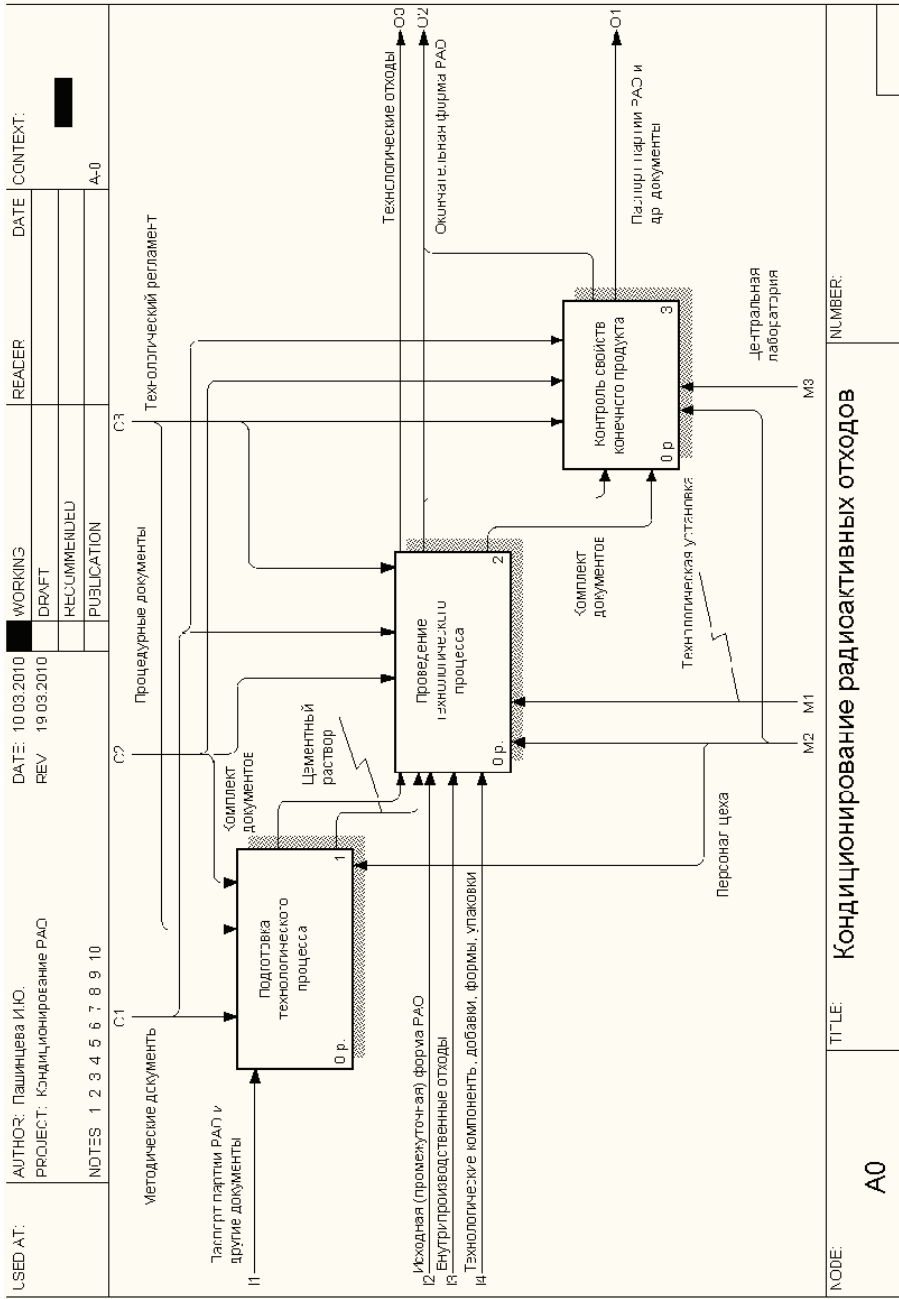 USED AT:
AUTHOR: Пашинцева И.Ю.
PROJECT: Кондиционирование РАО
NOTES 1 2 3 4 5 6 7 8 9 10
DATE: 10.03.2010
REV 19.03.2010
WORKING
DRAFT
RECOMMENDED
PUBLICATION
READER
DATE
CONTEXT:
A-0
C1
C2
C3
Методические документы
Процедурные документы
Технологический регламент
Паспорт партии РАО и
другие документы
I1
Подготовка
технологического
процесса
0 р.
1
Комплект
документов
Цементный
раствор
I2
Исходная (промежуточная) форма РАО
I3
Внутрипроизводственные отходы
I4
Технологические компоненты, добавки, формы, упаковки
Проведение
технологического
процесса
0 р.
2
Комплект
документов
Контроль свойств
конечного продукта
0 р.
3
Технологические отходы
O3
Окончательная форма РАО
O2
Паспорт партии РАО и
др. документы
O1
Персонал цеха
Технологическая установка
Центральная
лаборатория
M2
M1
M3
NODE:
A0
TITLE:
Кондиционирование радиоактивных отходов
NUMBER: